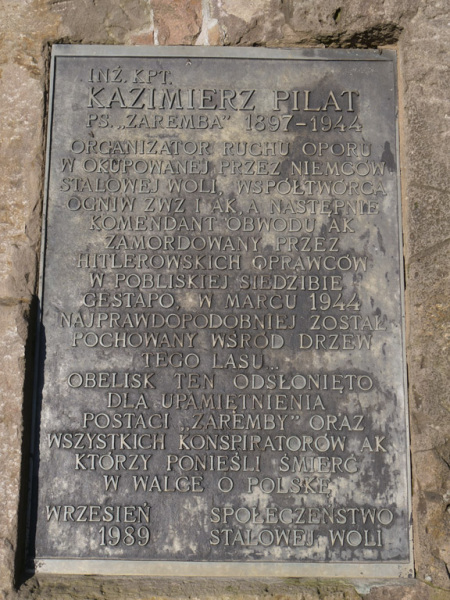 INŻ. KPT.
KAZIMIERZ PILAT
PS. „ZAREMBA" 1897-1944
ORGANIZATOR RUCHU OPORU
W OKUPOWANEJ PRZEZ NIEMCÓW
STALOWEJ WOLI, WSPÓŁTWÓRCA
OGNIW ZWZ I AK, A NASTĘPNIE
KOMENDANT OBWODU AK
ZAMORDOWANY PRZEZ
HITLEROWSKICH OPRAWCÓW
W POBLISKIEJ SIEDZIBIE
GESTAPO, W MARCU 1944
NAJPRAWDOPODOBNIEJ ZOSTAŁ
POCHOWANY WŚRÓD DRZEW
TEGO LASU...
OBELISK TEN ODSŁONIĘTO
DLA UPAMIĘTNIENIA
POSTACI „ZAREMBY" ORAZ
WSZYSTKICH KONSPIRATORÓW AK
KTÓRZY PONIEŚLI ŚMIERĆ
W WALCE O POLSKĘ
WRZESIEŃ SPOŁECZEŃSTWO
1989 STALOWEJ WOLI